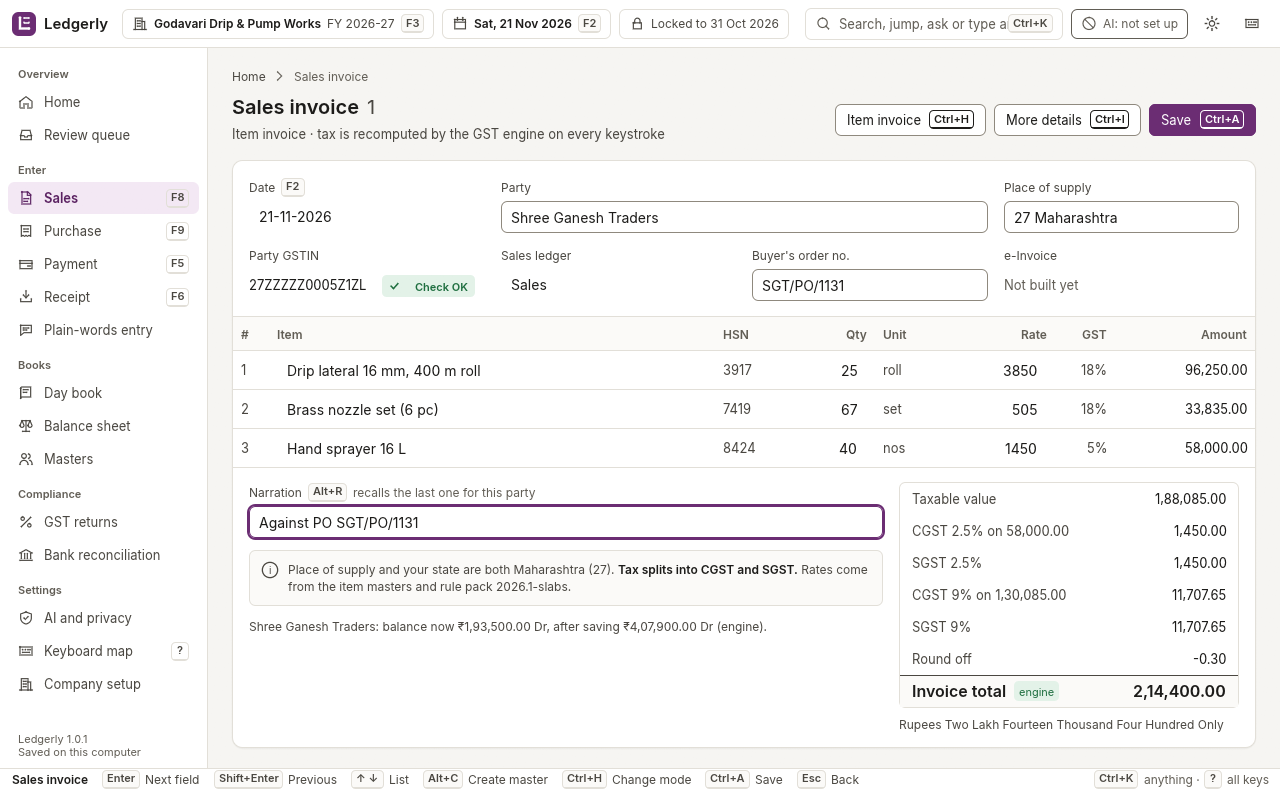 Ledgerly
Godavari Drip & Pump Works FY 2026-27 F3
Sat, 21 Nov 2026 F2
Locked to 31 Oct 2026
Search, jump, ask or type a Ctrl+K
AI: not set up
Overview
Home
Review queue
Enter
Sales F8
Purchase F9
Payment F5
Receipt F6
Plain-words entry
Books
Day book
Balance sheet
Masters
Compliance
GST returns
Bank reconciliation
Settings
AI and privacy
Keyboard map ?
Company setup
Ledgerly 1.0.1
Saved on this computer
Home > Sales invoice
Sales invoice 1
Item invoice · tax is recomputed by the GST engine on every keystroke
Item invoice Ctrl+H
More details Ctrl+I
Save Ctrl+A
Date F2
21-11-2026
Party
Shree Ganesh Traders
Place of supply
27 Maharashtra
Party GSTIN
27ZZZZZ0005Z1ZL Check OK
Sales ledger
Sales
Buyer's order no.
SGT/PO/1131
e-Invoice
Not built yet
# Item HSN Qty Unit Rate GST Amount
1 Drip lateral 16 mm, 400 m roll 3917 25 roll 3850 18% 96,250.00
2 Brass nozzle set (6 pc) 7419 67 set 505 18% 33,835.00
3 Hand sprayer 16 L 8424 40 nos 1450 5% 58,000.00
Narration Alt+R recalls the last one for this party
Against PO SGT/PO/1131
Place of supply and your state are both Maharashtra (27). Tax splits into CGST and SGST. Rates come
from the item masters and rule pack 2026.1-slabs.
Shree Ganesh Traders: balance now ₹1,93,500.00 Dr, after saving ₹4,07,900.00 Dr (engine).
Taxable value 1,88,085.00
CGST 2.5% on 58,000.00 1,450.00
SGST 2.5% 1,450.00
CGST 9% on 1,30,085.00 11,707.65
SGST 9% 11,707.65
Round off -0.30
Invoice total engine 2,14,400.00
Rupees Two Lakh Fourteen Thousand Four Hundred Only
Sales invoice Enter Next field Shift+Enter Previous ↑ ↓ List Alt+C Create master Ctrl+H Change mode Ctrl+A Save Esc Back Ctrl+K anything · ? all keys